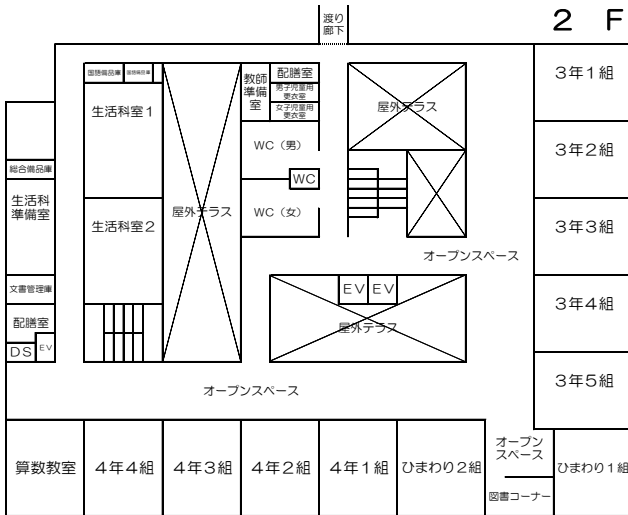 ２　Ｆ
渡り
廊下
国語備品庫
教師
準備
室
配膳室
男子児童用
更衣室
女子児童用
更衣室
生活科室１
屋外テラス
３年１組
WC（男）
３年２組
総合備品庫
WC
生活科
準備室
生活科室２
屋外テラス
WC（女）
３年３組
オープンスペース
文書管理庫
ＥＶ
ＥＶ
３年４組
配膳室
屋外テラス
ＤＳ
ＥＶ
オープンスペース
３年５組
算数教室
４年４組
４年３組
４年２組
４年１組
ひまわり２組
オープン
スペース
ひまわり１組
図書コーナー